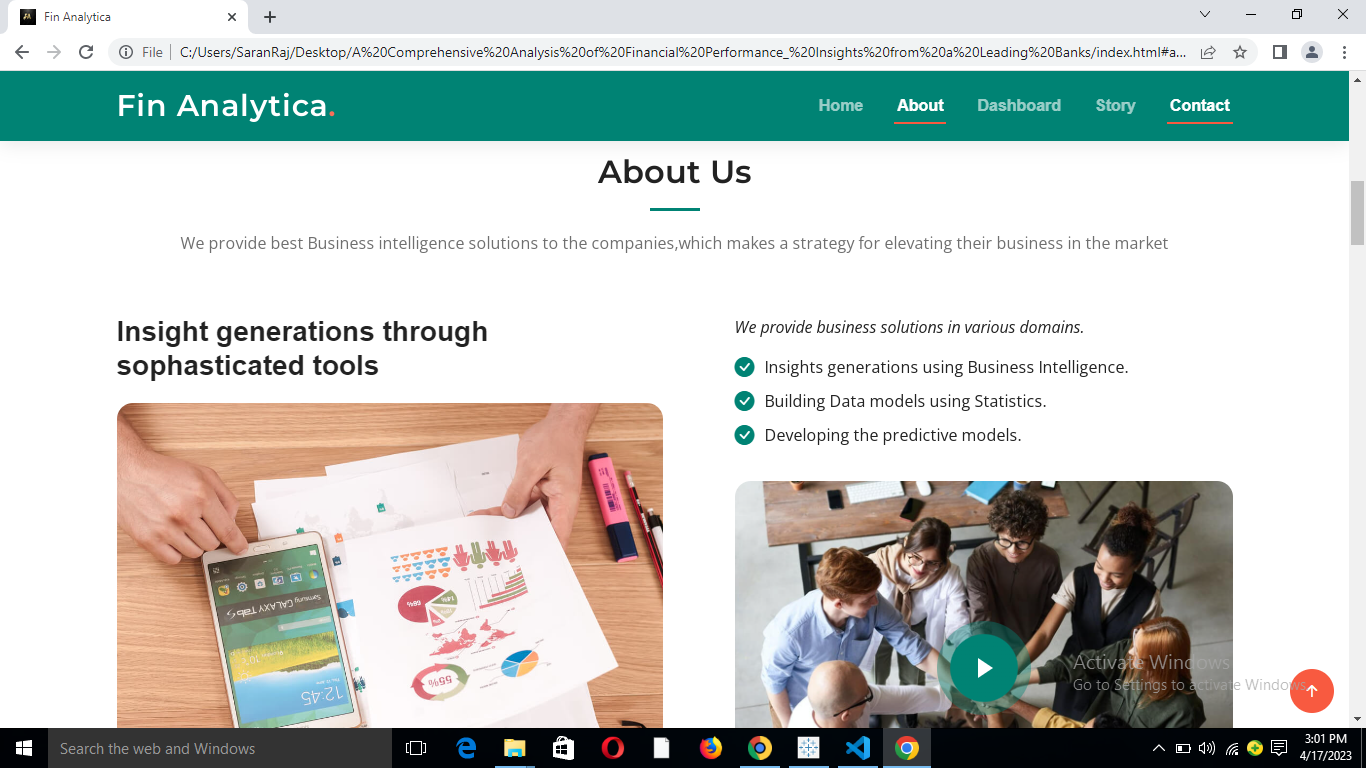 Fin Analytica
File
C:/Users/SaranRaj/Desktop/A%20Comprehensive%20Analysis%20of%20Financial%20Performance_%20Insights%20from%20a%20Leading%20Banks/index.html#a...
Fin Analytica.
Home About Dashboard Story Contact
About Us
We provide best Business intelligence solutions to the companies,which makes a strategy for elevating their business in the market
Insight generations through
sophasticated tools
We provide business solutions in various domains.
Insights generations using Business Intelligence.
Building Data models using Statistics.
Developing the predictive models.
SAMSUNG GALAXY Tab S
12:45
68%
14%
55%
Activate Windows
Go to Settings to activate Windows.
Search the web and Windows
3:01 PM
4/17/2023